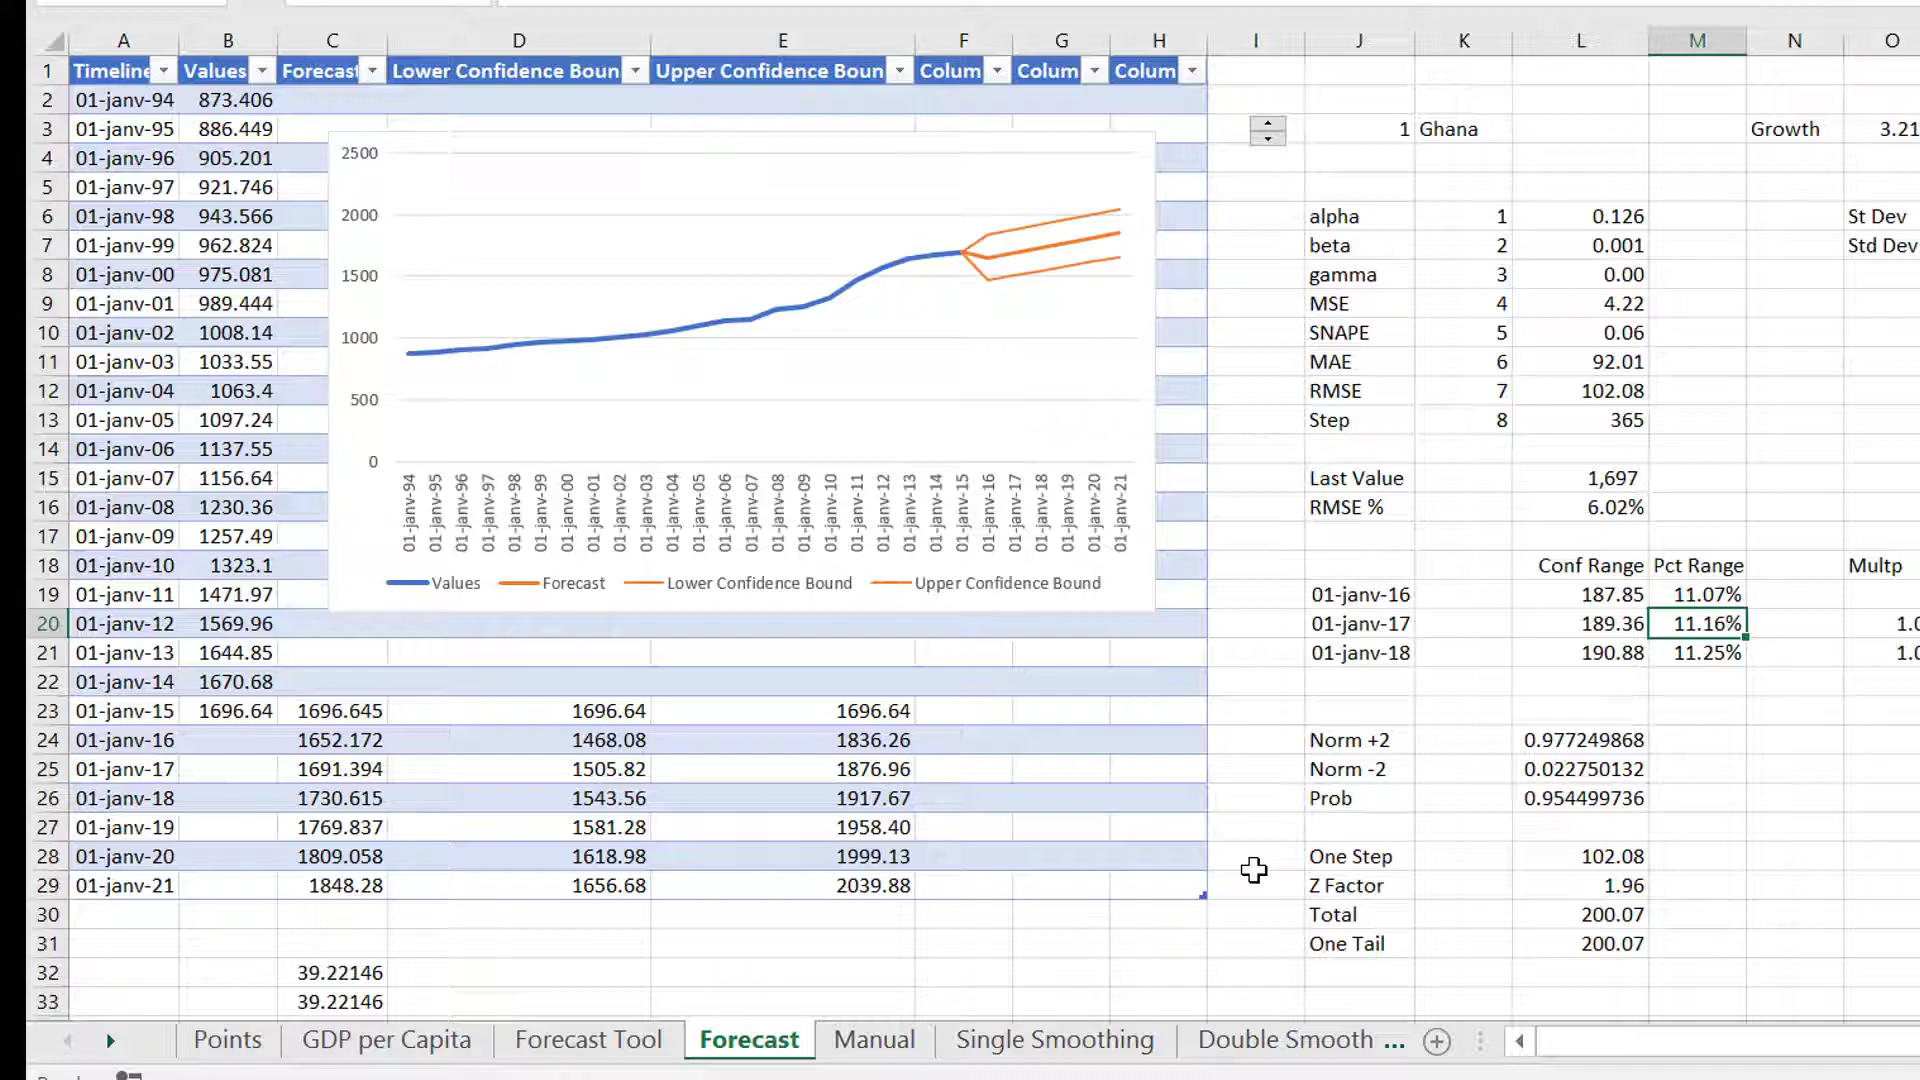 A B C D E F G H I J K L M N O
1 Timeline Values Forecast Lower Confidence Boun Upper Confidence Boun Colum Colum Colum
2 01-janv-94 873.406
3 01-janv-95 886.449 1 Ghana Growth 3.21
4 01-janv-96 905.201
5 01-janv-97 921.746
6 01-janv-98 943.566 alpha 1 0.126 St Dev
7 01-janv-99 962.824 beta 2 0.001 Std Dev
8 01-janv-00 975.081 gamma 3 0.00
9 01-janv-01 989.444 MSE 4 4.22
10 01-janv-02 1008.14 SNAPE 5 0.06
11 01-janv-03 1033.55 MAE 6 92.01
12 01-janv-04 1063.4 RMSE 7 102.08
13 01-janv-05 1097.24 Step 8 365
14 01-janv-06 1137.55
15 01-janv-07 1156.64 Last Value 1,697
16 01-janv-08 1230.36 RMSE % 6.02%
17 01-janv-09 1257.49
18 01-janv-10 1323.1 Conf Range Pct Range Multp
19 01-janv-11 1471.97 01-janv-16 187.85 11.07%
20 01-janv-12 1569.96 01-janv-17 189.36 11.16% 1.0
21 01-janv-13 1644.85 01-janv-18 190.88 11.25% 1.0
22 01-janv-14 1670.68
23 01-janv-15 1696.64 1696.645 1696.64 1696.64
24 01-janv-16 1652.172 1468.08 1836.26 Norm +2 0.977249868
25 01-janv-17 1691.394 1505.82 1876.96 Norm -2 0.022750132
26 01-janv-18 1730.615 1543.56 1917.67 Prob 0.954499736
27 01-janv-19 1769.837 1581.28 1958.40
28 01-janv-20 1809.058 1618.98 1999.13 One Step 102.08
29 01-janv-21 1848.28 1656.68 2039.88 Z Factor 1.96
30 Total 200.07
31 One Tail 200.07
32 39.22146
33 39.22146
2500
2000
1500
1000
500
0
01-janv-94 01-janv-95 01-janv-96 01-janv-97 01-janv-98 01-janv-99 01-janv-00 01-janv-01 01-janv-02 01-janv-03 01-janv-04 01-janv-05 01-janv-06 01-janv-07 01-janv-08 01-janv-09 01-janv-10 01-janv-11 01-janv-12 01-janv-13 01-janv-14 01-janv-15 01-janv-16 01-janv-17 01-janv-18 01-janv-19 01-janv-20 01-janv-21
Values Forecast Lower Confidence Bound Upper Confidence Bound
Points GDP per Capita Forecast Tool Forecast Manual Single Smoothing Double Smooth ...